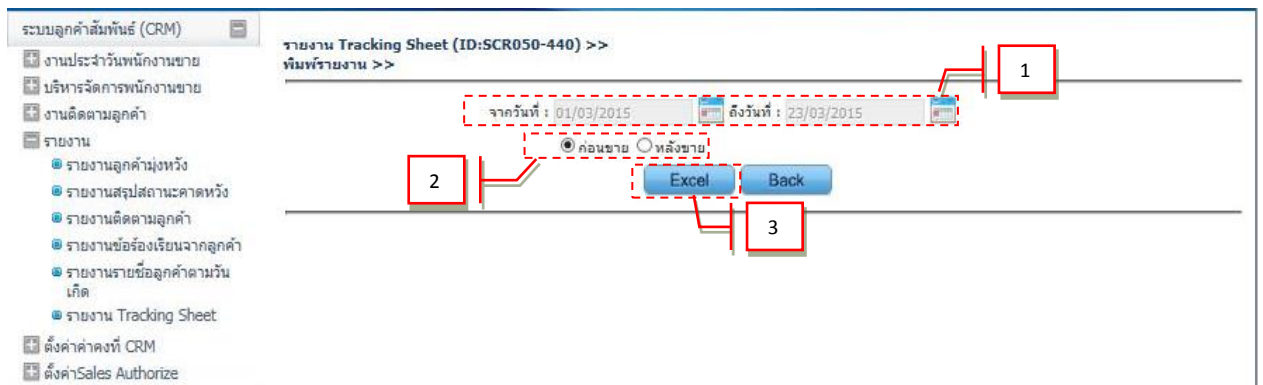 ระบบลูกค้าสัมพันธ์ (CRM)
งานประจำวันพนักงานขาย
บริหารจัดการพนักงานขาย
งานติดตามลูกค้า
รายงาน
รายงานลูกค้ามุ่งหวัง
รายงานสรุปสถานะคาดหวัง
รายงานติดตามลูกค้า
รายงานข้อร้องเรียนจากลูกค้า
รายงานรายชื่อลูกค้าตามวัน
เกิด
รายงาน Tracking Sheet
ตั้งค่าค่าคงที่ CRM
ตั้งค่าSales Authorize
รายงาน Tracking Sheet (ID:SCR050-440) >>
พิมพ์รายงาน >>
1
จากวันที่ : 01/03/2015 ถึงวันที่ : 23/03/2015
ก่อนขาย หลังขาย
2
Excel Back
3